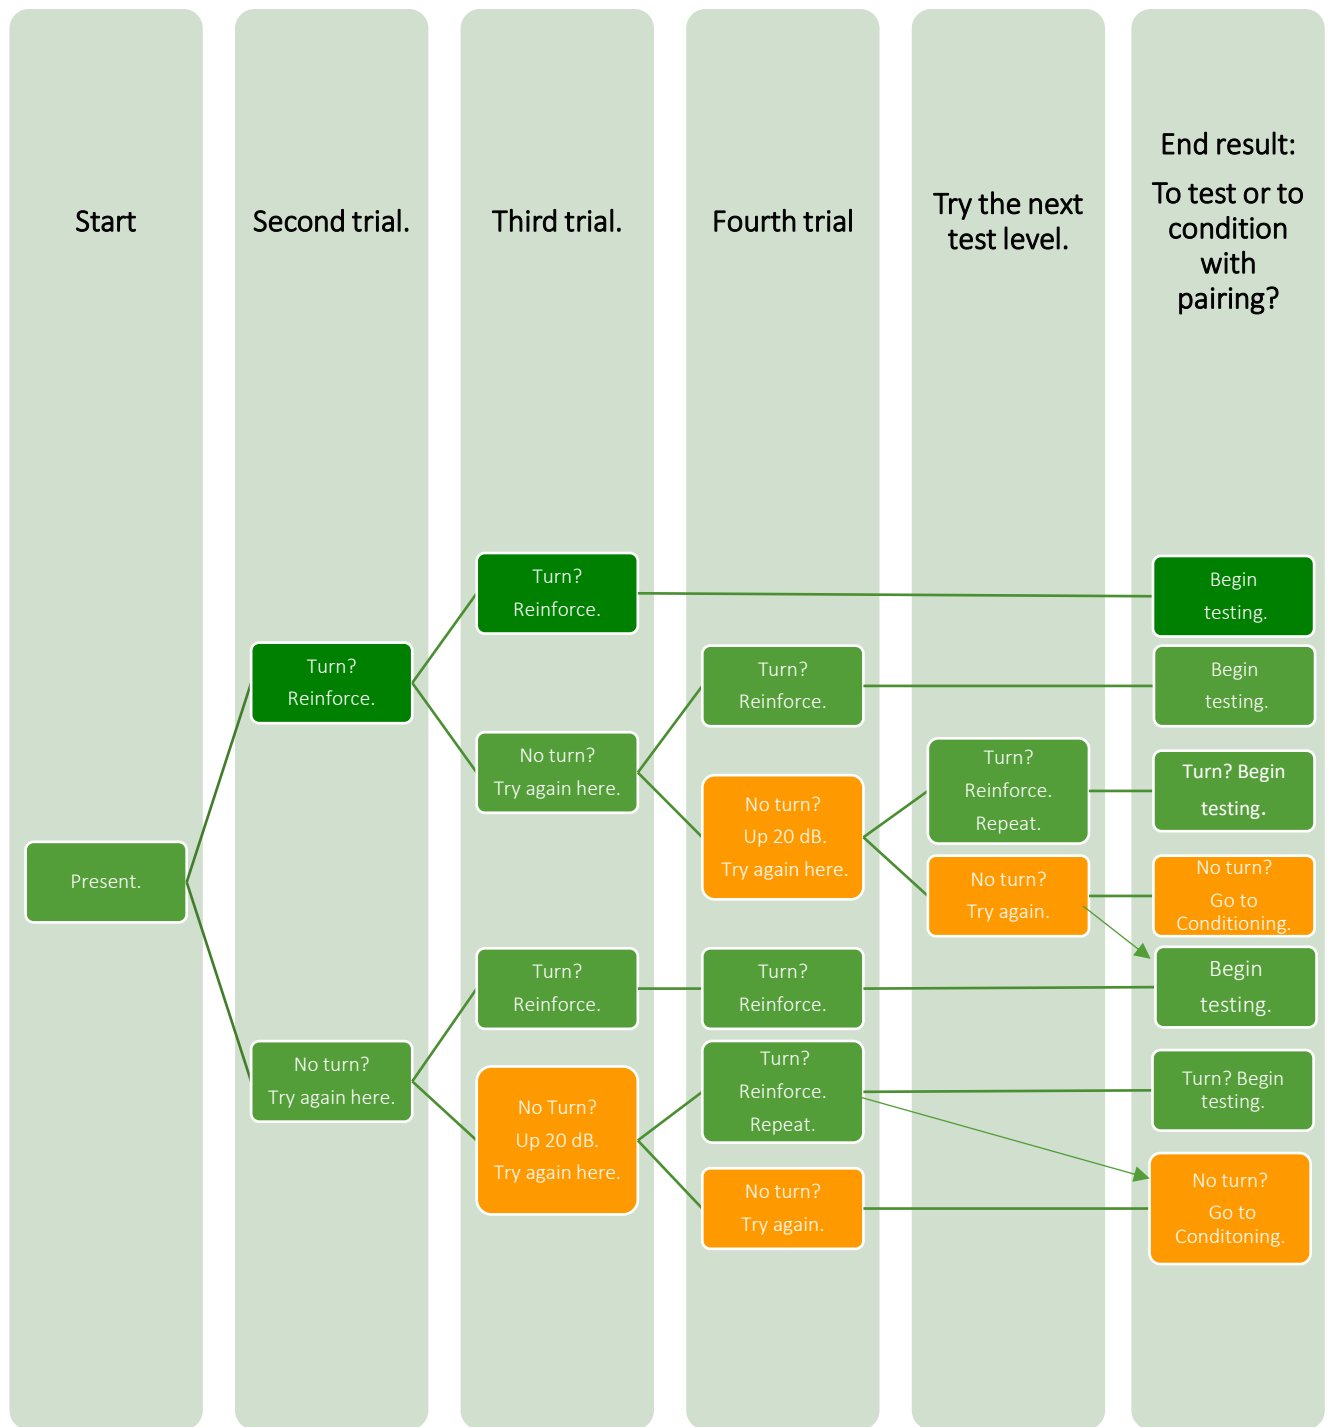 Start
Second trial.
Third trial.
Fourth trial
Try the next
test level.
End result:
To test or to
condition
with
pairing?
Present.
Turn?
Reinforce.
No turn?
Try again here.
Turn?
Reinforce.
No turn?
Try again here.
Turn?
Reinforce.
No Turn?
Up 20 dB.
Try again here.
Turn?
Reinforce.
No turn?
Up 20 dB.
Try again here.
Turn?
Reinforce.
Turn?
Reinforce.
Repeat.
No turn?
Try again.
Turn?
Reinforce.
Repeat.
No turn?
Try again.
Begin
testing.
Begin
testing.
Turn? Begin
testing.
No turn?
Go to
Conditioning.
Begin
testing.
Turn? Begin
testing.
No turn?
Go to
Conditoning.